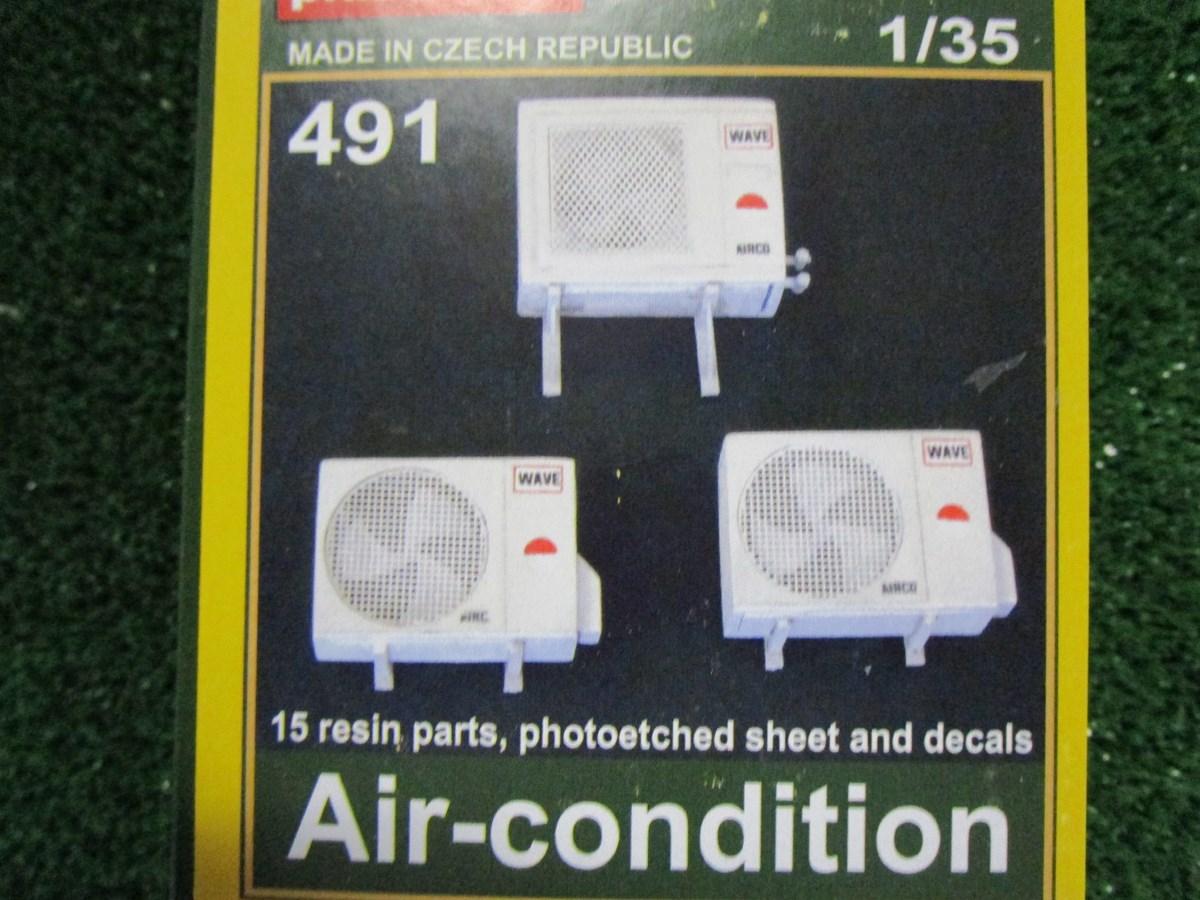 MADE IN CZECH REPUBLIC
1/35
491
WAVE
AIRCO
WAVE
AIRC
WAVE
AIRCO
15 resin parts, photoetched sheet and decals
Air-condition